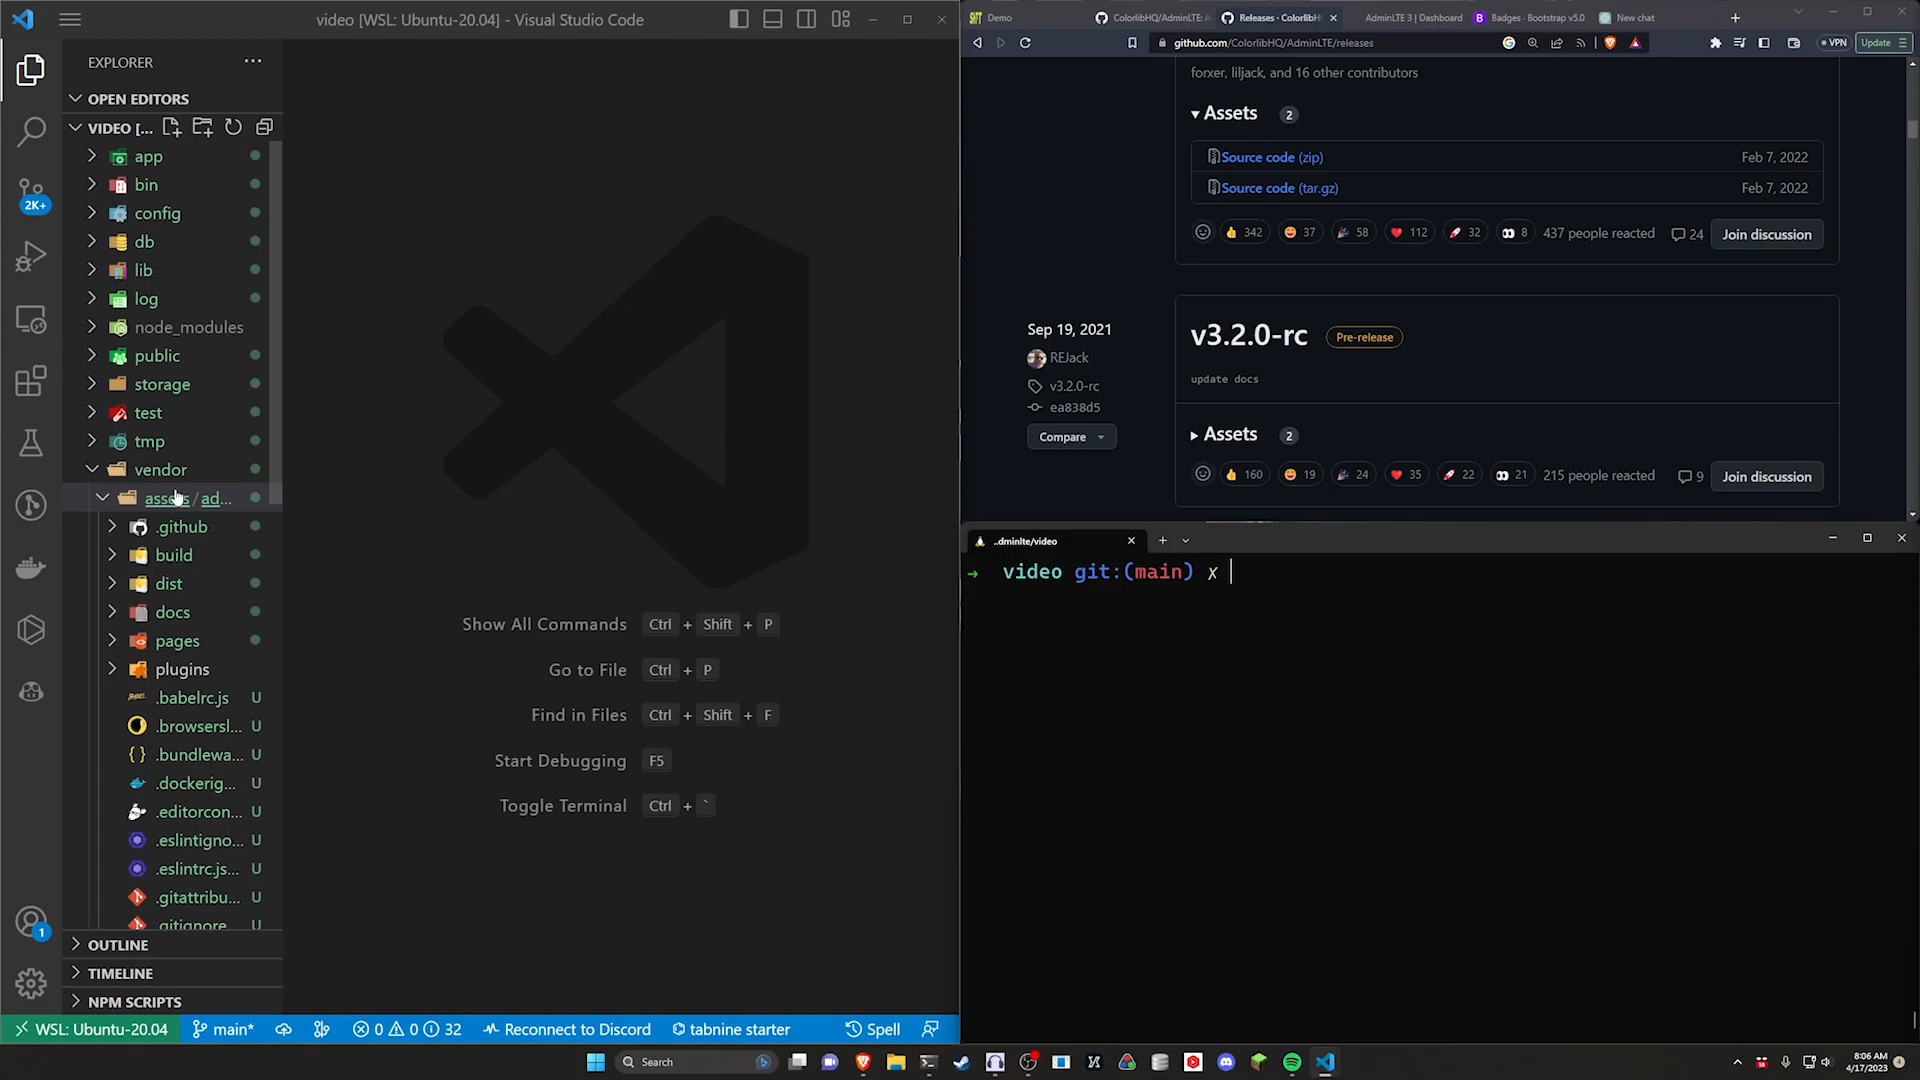 video [WSL: Ubuntu-20.04] - Visual Studio Code
EXPLORER
OPEN EDITORS
VIDEO [...
app
bin
config
db
lib
log
node_modules
public
storage
test
tmp
vendor
assets / ad...
.github
build
dist
docs
pages
plugins
.babelrc.js U
.browsersl... U
.bundlewa... U
.dockerig... U
.editorcon... U
.eslintigno... U
.eslintrc.js... U
.gitattribu... U
.gitignore U
OUTLINE
TIMELINE
NPM SCRIPTS
2K+
1
Show All Commands Ctrl + Shift + P
Go to File Ctrl + P
Find in Files Ctrl + Shift + F
Start Debugging F5
Toggle Terminal Ctrl + `
WSL: Ubuntu-20.04 main* 0 0 32 Reconnect to Discord tabnine starter Spell
Demo ColorlibHQ/AdminLTE: A Releases · ColorlibH AdminLTE 3 | Dashboard Badges · Bootstrap v5.0 New chat
github.com/ColorlibHQ/AdminLTE/releases VPN Update
forxer, liljack, and 16 other contributors
Assets 2
Source code (zip) Feb 7, 2022
Source code (tar.gz) Feb 7, 2022
342 37 58 112 32 8 437 people reacted 24 Join discussion
Sep 19, 2021
REJack
v3.2.0-rc
ea838d5
Compare
v3.2.0-rc Pre-release
update docs
Assets 2
160 19 24 35 22 21 215 people reacted 9 Join discussion
..dminlte/video
→ video git:(main) x
Search
8:06 AM
4/17/2023